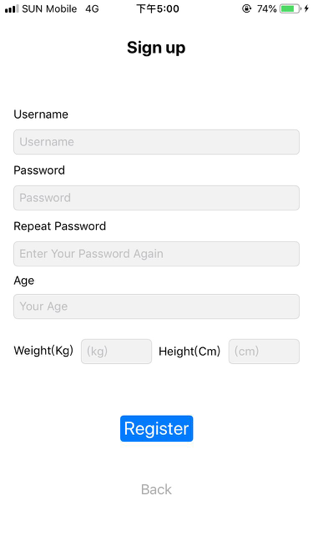 SUN Mobile 4G 下午5:00 74%
Sign up
Username
Username
Password
Password
Repeat Password
Enter Your Password Again
Age
Your Age
Weight(Kg) (kg) Height(Cm) (cm)
Register
Back